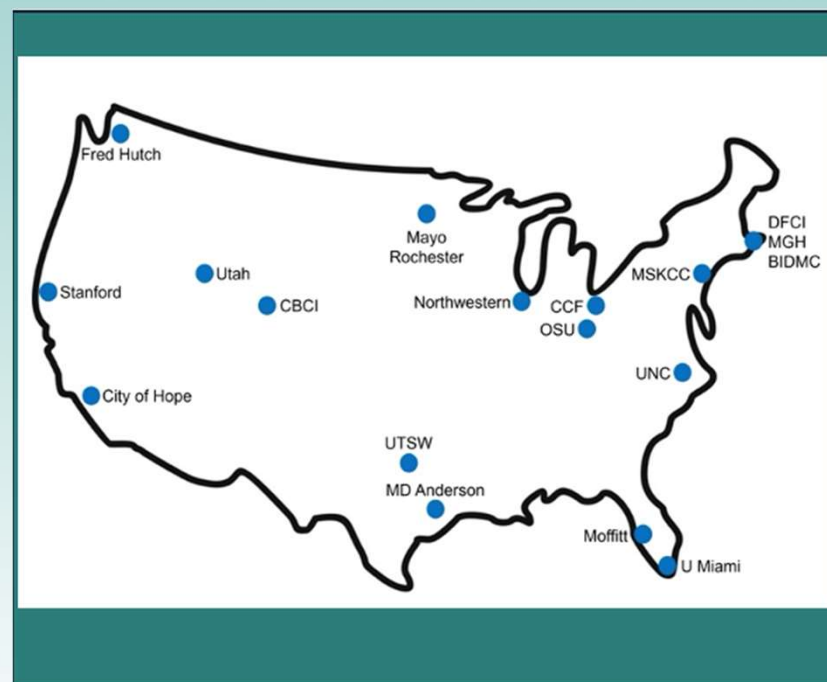 Fred Hutch
Mayo
Rochester
DFCI
MGH
BIDMC
MSKCC
Utah
Stanford
CBCI
Northwestern
CCF
OSU
UNC
City of Hope
UTSW
MD Anderson
Moffitt
U Miami